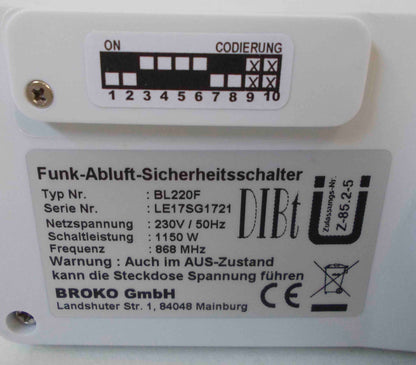 ON CODIERUNG
X X
X X
1 2 3 4 5 6 7 8 9 10
Funk-Abluft-Sicherheitsschalter
Typ Nr. : BL220F
Serie Nr. : LE17SG1721
Netzspannung : 230V / 50Hz
Schaltleistung : 1150 W
Frequenz : 868 MHz
DIBt
Ü
Zulassungs-Nr.
Z-85.2-5
Warnung : Auch im AUS-Zustand
kann die Steckdose Spannung führen
BROKO GmbH
Landshuter Str. 1, 84048 Mainburg
CE